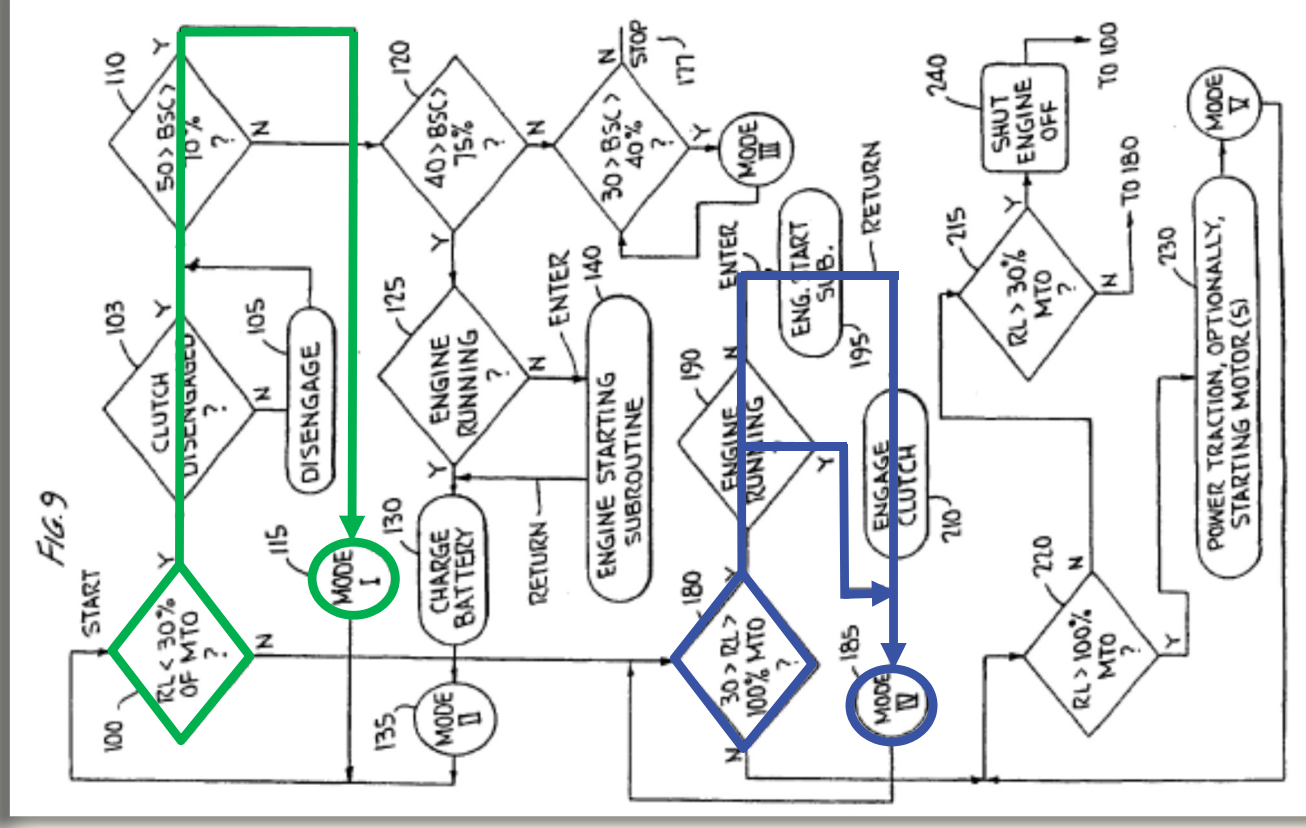 FIG. 9
START
100
RL < 30%
OF MTO
?
Y
N
103
CLUTCH
DISENGAGED
?
Y
N
105
DISENGAGE
110
50 > BSC >
70%
?
Y
N
115
MODE
I
120
40 > BSC >
75%
?
Y
N
125
ENGINE
RUNNING
?
Y
N
ENTER
140
ENGINE STARTING
SUBROUTINE
RETURN
130
CHARGE
BATTERY
135
MODE
II
30 > BSC >
40%
?
N
STOP
177
Y
MODE
III
180
30 > RL >
100% MTO
?
Y
N
190
ENGINE
RUNNING
?
N
Y
ENTER
ENG. START
SUB.
195
RETURN
ENGAGE
CLUTCH
210
185
MODE
IV
220
RL > 100%
MTO
?
N
Y
215
RL > 30%
MTO
?
Y
N
TO 180
240
SHUT
ENGINE
OFF
TO 100
230
POWER TRACTION, OPTIONALLY,
STARTING MOTOR(S)
MODE
V